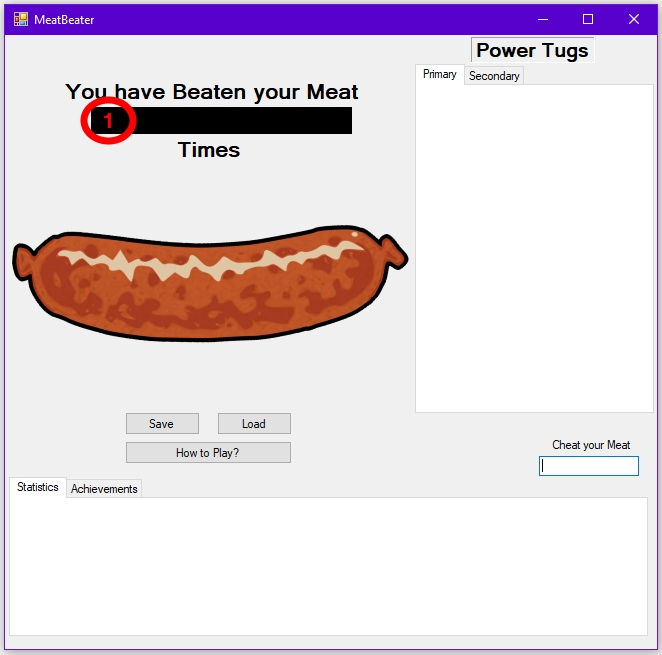 MeatBeater
Power Tugs
Primary Secondary
You have Beaten your Meat
1
Times
Save Load
How to Play?
Cheat your Meat
Statistics Achievements